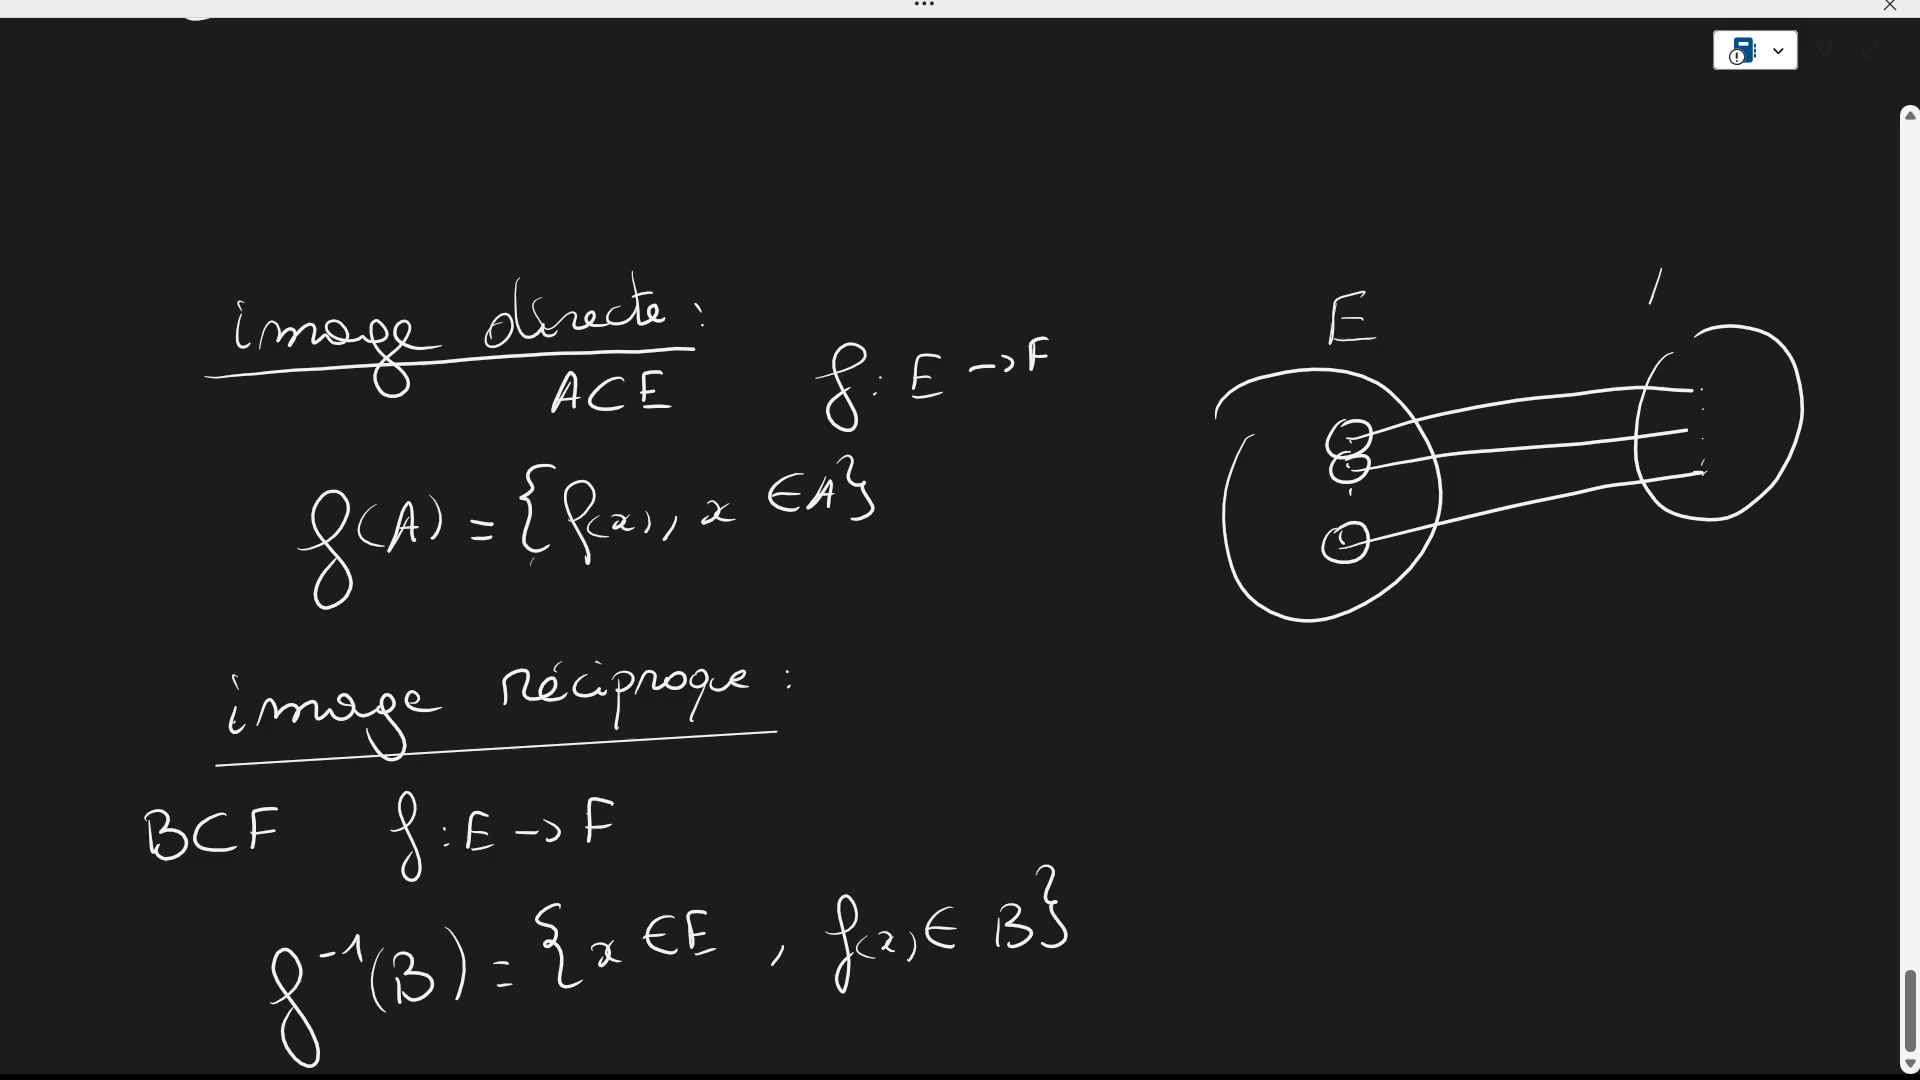 image directe :
A⊂E f : E → F
E
f(A) = {f(x), x ∈ A}
image réciproque :
B⊂F f : E → F
f⁻¹(B) = {x ∈ E , f(x) ∈ B}